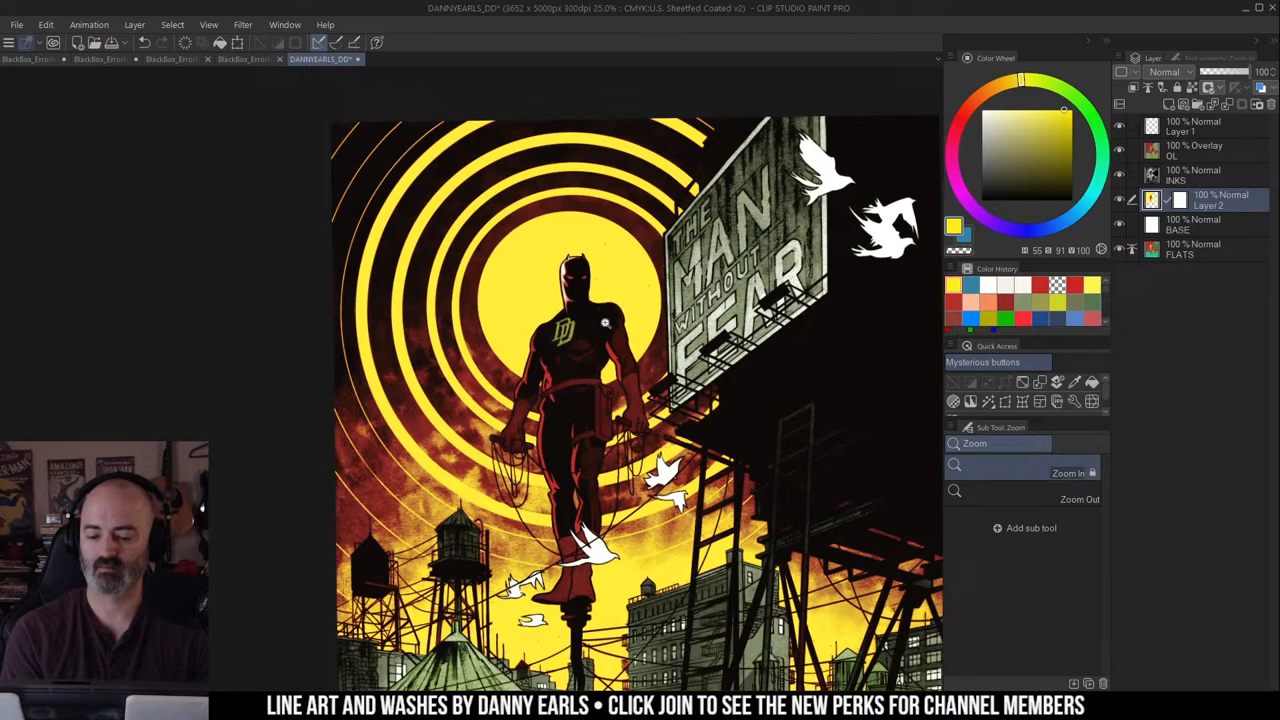 DANNYEARLS_DD* (3652 x 5000px 300dpi 25.0% : CMYK:U.S. Sheetfed Coated v2) - CLIP STUDIO PAINT PRO
File Edit Animation Layer Select View Filter Window Help
DANNYEARLS_DD*
Color Wheel
Layer
Normal 100
100 % Normal
Layer 1
100 % Overlay
OL
100 % Normal
INKS
100 % Normal
Layer 2
100 % Normal
BASE
100 % Normal
FLATS
H 55 S 91 V 100
Color History
Quick Access
Mysterious buttons
Sub Tool: Zoom
Zoom
Zoom In
Zoom Out
Add sub tool
THE
MAN
WITHOUT
FEAR
DD
LINE ART AND WASHES BY DANNY EARLS • CLICK JOIN TO SEE THE NEW PERKS FOR CHANNEL MEMBERS